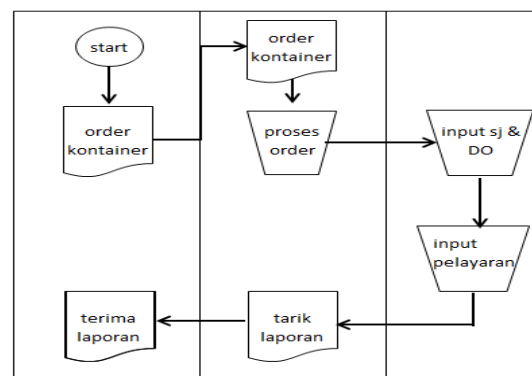 start
order
kontainer
order
kontainer
proses
order
input sj &
DO
input
pelayaran
tarik
laporan
terima
laporan